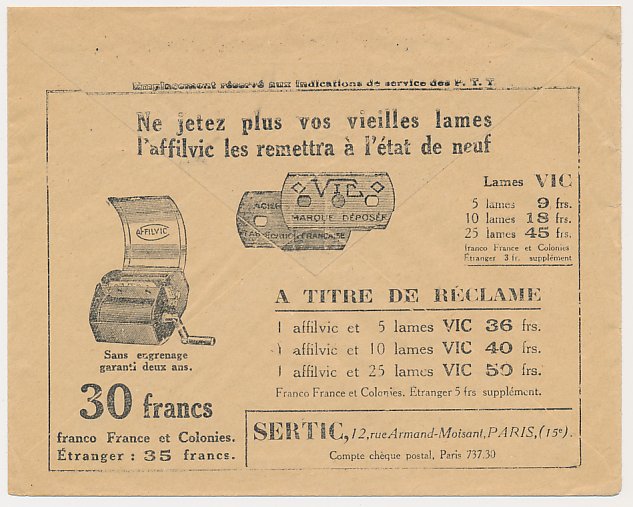 Emplacement réservé aux indications de service des P. T. T.
Ne jetez plus vos vieilles lames
l'affilvic les remettra à l'état de neuf
VIC
ACIER
MARQUE DÉPOSÉE
FABRICATION FRANÇAISE
Lames VIC
5 lames 9 frs.
10 lames 18 frs.
25 lames 45 frs.
franco France et Colonies
Étranger 3 fr. supplément
AFFILVIC
Sans engrenage
garanti deux ans.
30 francs
franco France et Colonies.
Étranger : 35 francs.
A TITRE DE RÉCLAME
1 affilvic et 5 lames VIC 36 frs.
1 affilvic et 10 lames VIC 40 frs.
1 affilvic et 25 lames VIC 50 frs.
Franco France et Colonies. Etranger 5 frs supplément.
SERTIC, 12, rue Armand-Moisant, PARIS, (15e).
Compte chèque postal, Paris 737.30